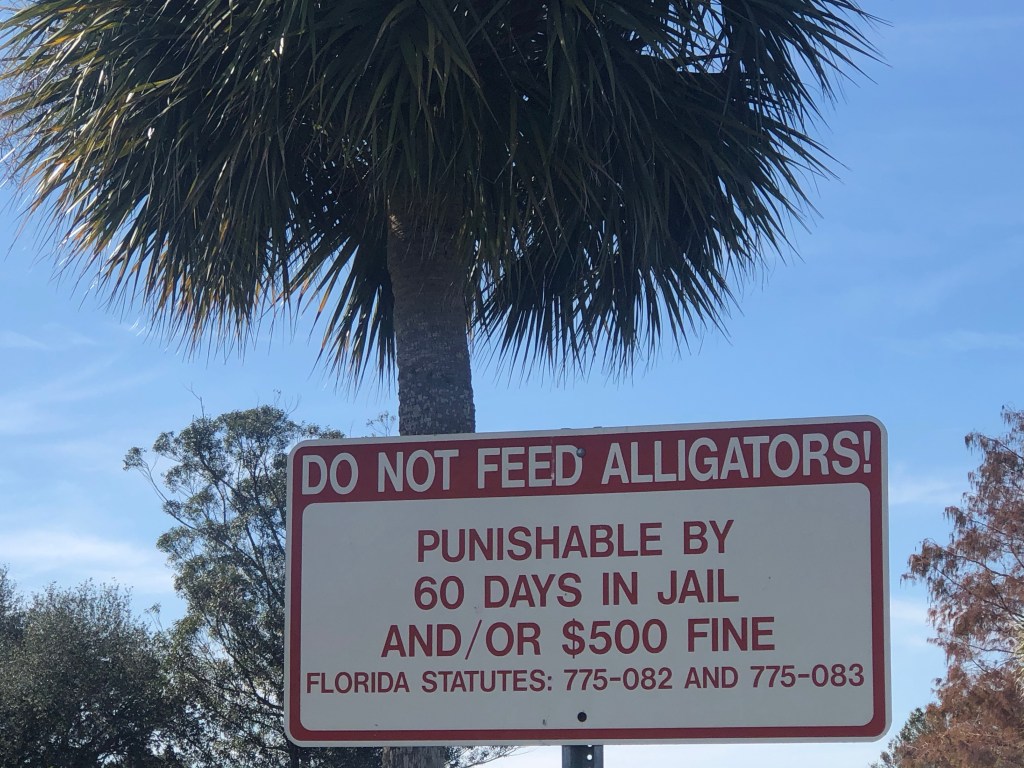 DO NOT FEED ALLIGATORS!
PUNISHABLE BY
60 DAYS IN JAIL
AND/OR $500 FINE
FLORIDA STATUTES: 775-082 AND 775-083